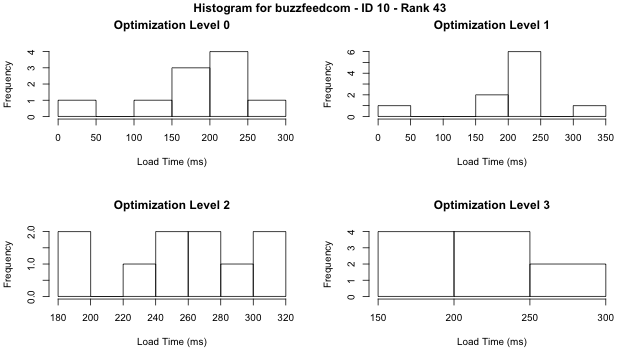 Histogram for buzzfeedcom - ID 10 - Rank 43
Optimization Level 0
Frequency
0 1 2 3 4
0 50 100 150 200 250 300
Load Time (ms)
Optimization Level 1
Frequency
0 2 4 6
0 50 100 150 200 250 300 350
Load Time (ms)
Optimization Level 2
Frequency
0.0 1.0 2.0
180 200 220 240 260 280 300 320
Load Time (ms)
Optimization Level 3
Frequency
0 1 2 3 4
150 200 250 300
Load Time (ms)